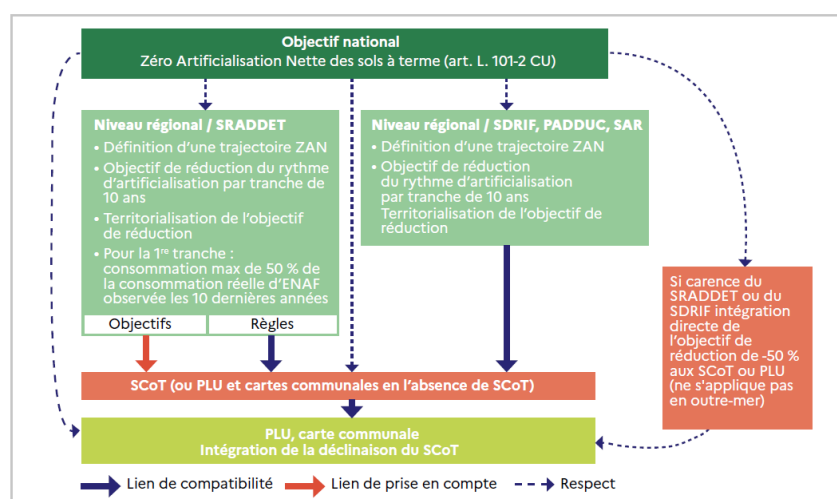 Objectif national
Zéro Artificialisation Nette des sols à terme (art. L. 101-2 CU)
Niveau régional / SRADDET
• Définition d'une trajectoire ZAN
• Objectif de réduction du rythme
d'artificialisation par tranche de
10 ans
• Territorialisation de l'objectif
de réduction
• Pour la 1re tranche :
consommation max de 50 % de
la consommation réelle d'ENAF
observée les 10 dernières années
Objectifs
Règles
Niveau régional / SDRIF, PADDUC, SAR
• Définition d'une trajectoire ZAN
• Objectif de réduction
du rythme d'artificialisation
par tranche de 10 ans
Territorialisation de l'objectif de
réduction
Si carence du
SRADDET ou du
SDRIF intégration
directe de
l'objectif de
réduction de -50 %
aux SCoT ou PLU
(ne s'applique pas
en outre-mer)
SCoT (ou PLU et cartes communales en l'absence de SCoT)
PLU, carte communale
Intégration de la déclinaison du SCoT
Lien de compatibilité
Lien de prise en compte
Respect